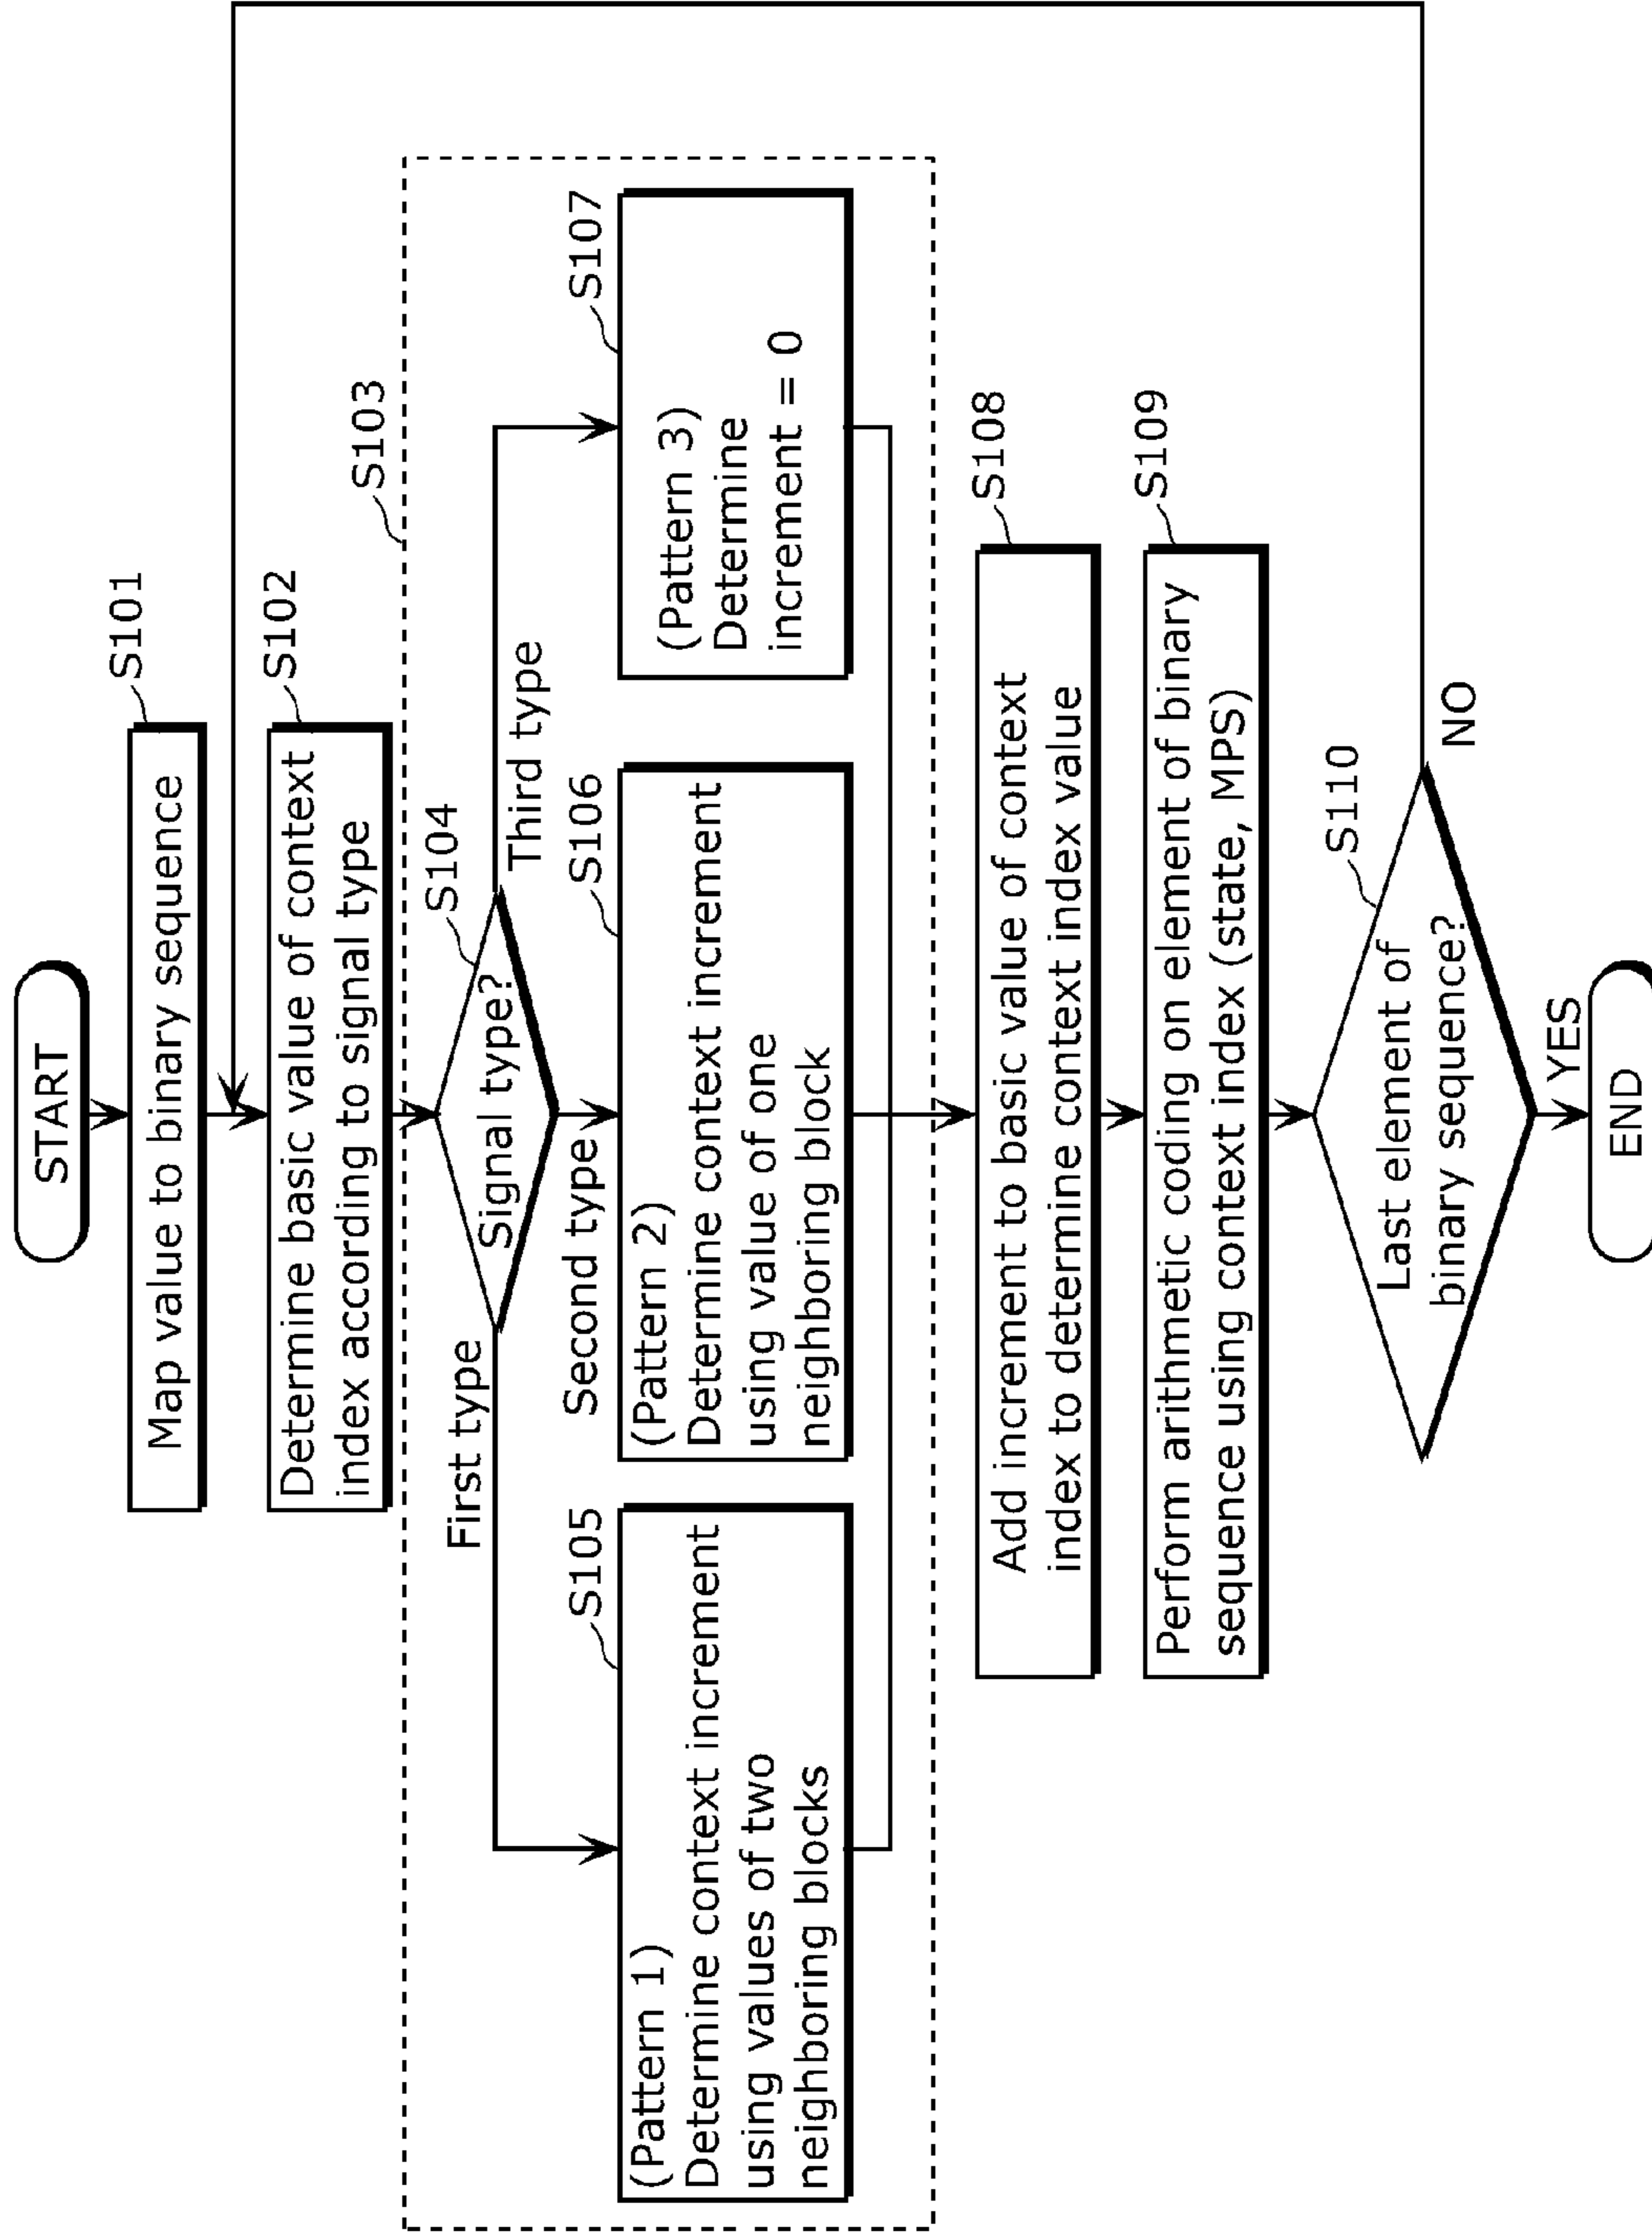 START
S101
Map value to binary sequence
S102
Determine basic value of context
index according to signal type
S103
S104
Signal type?
First type
Second type
Third type
S105
(Pattern 1)
Determine context increment
using values of two
neighboring blocks
S106
(Pattern 2)
Determine context increment
using value of one
neighboring block
S107
(Pattern 3)
Determine
increment = 0
S108
Add increment to basic value of context
index to determine context index value
S109
Perform arithmetic coding on element of binary
sequence using context index (state, MPS)
S110
Last element of
binary sequence?
NO
YES
END